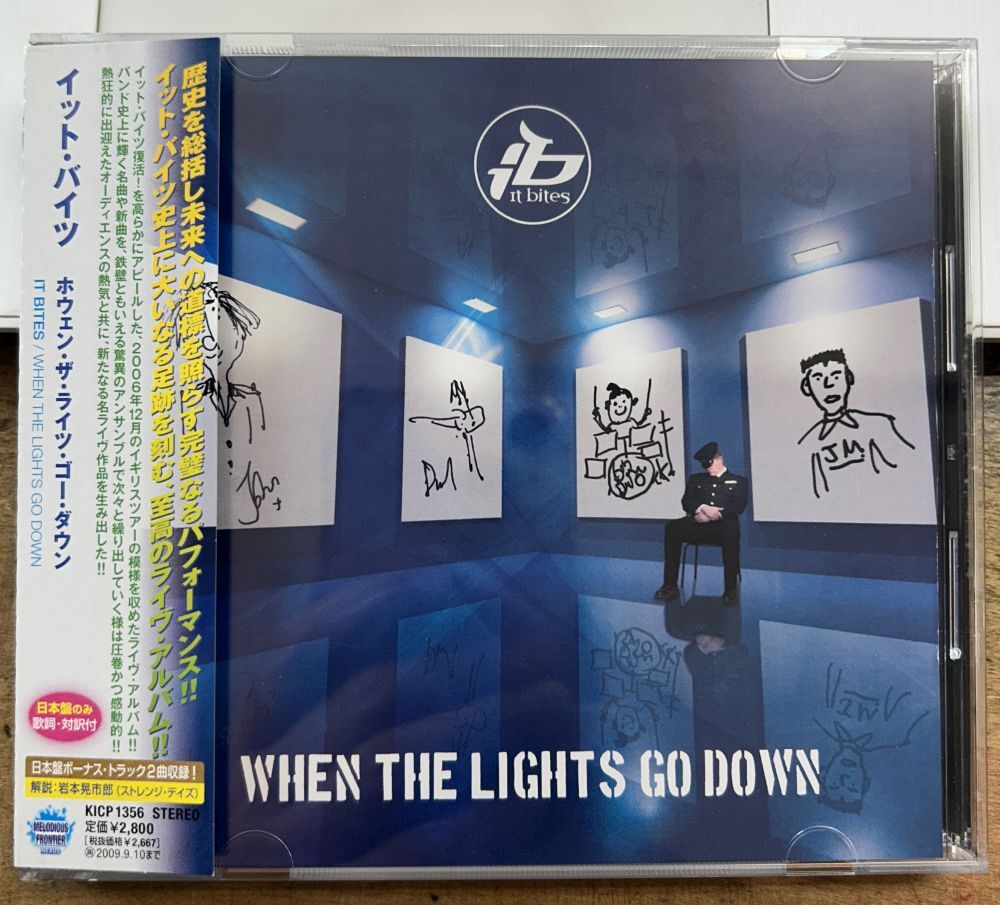 歴史を総括し未来への道標を照らす完璧なるパフォーマンス!!
イット・バイツ史上に大いなる足跡を刻む、至高のライヴ・アルバム!!
イット・バイツ復活!を高らかにアピールした、2006年12月のイギリスツアーの模様を収めたライヴ・アルバム!!
バンド史上に輝く名曲や新曲を、鉄壁ともいえる驚異のアンサンブルで次々と繰り出していく様は圧巻かつ感動的!!
熱狂的に出迎えたオーディエンスの熱気と共に、新たなる名ライヴ作品を生み出した!!
イット・バイツ ホウェン・ザ・ライツ・ゴー・ダウン
IT BITES / WHEN THE LIGHTS GO DOWN
日本盤のみ
歌詞・対訳付
日本盤ボーナス・トラック2曲収録!
解説:岩本晃市郎(ストレンジ・デイズ)
KICP 1356 STEREO
定価¥2,800
[税抜価格¥2,667]
2009.9.10まで
MELODIOUS
FRONTIER
NEXUS
ib
It bites
John
JM
WHEN THE LIGHTS GO DOWN